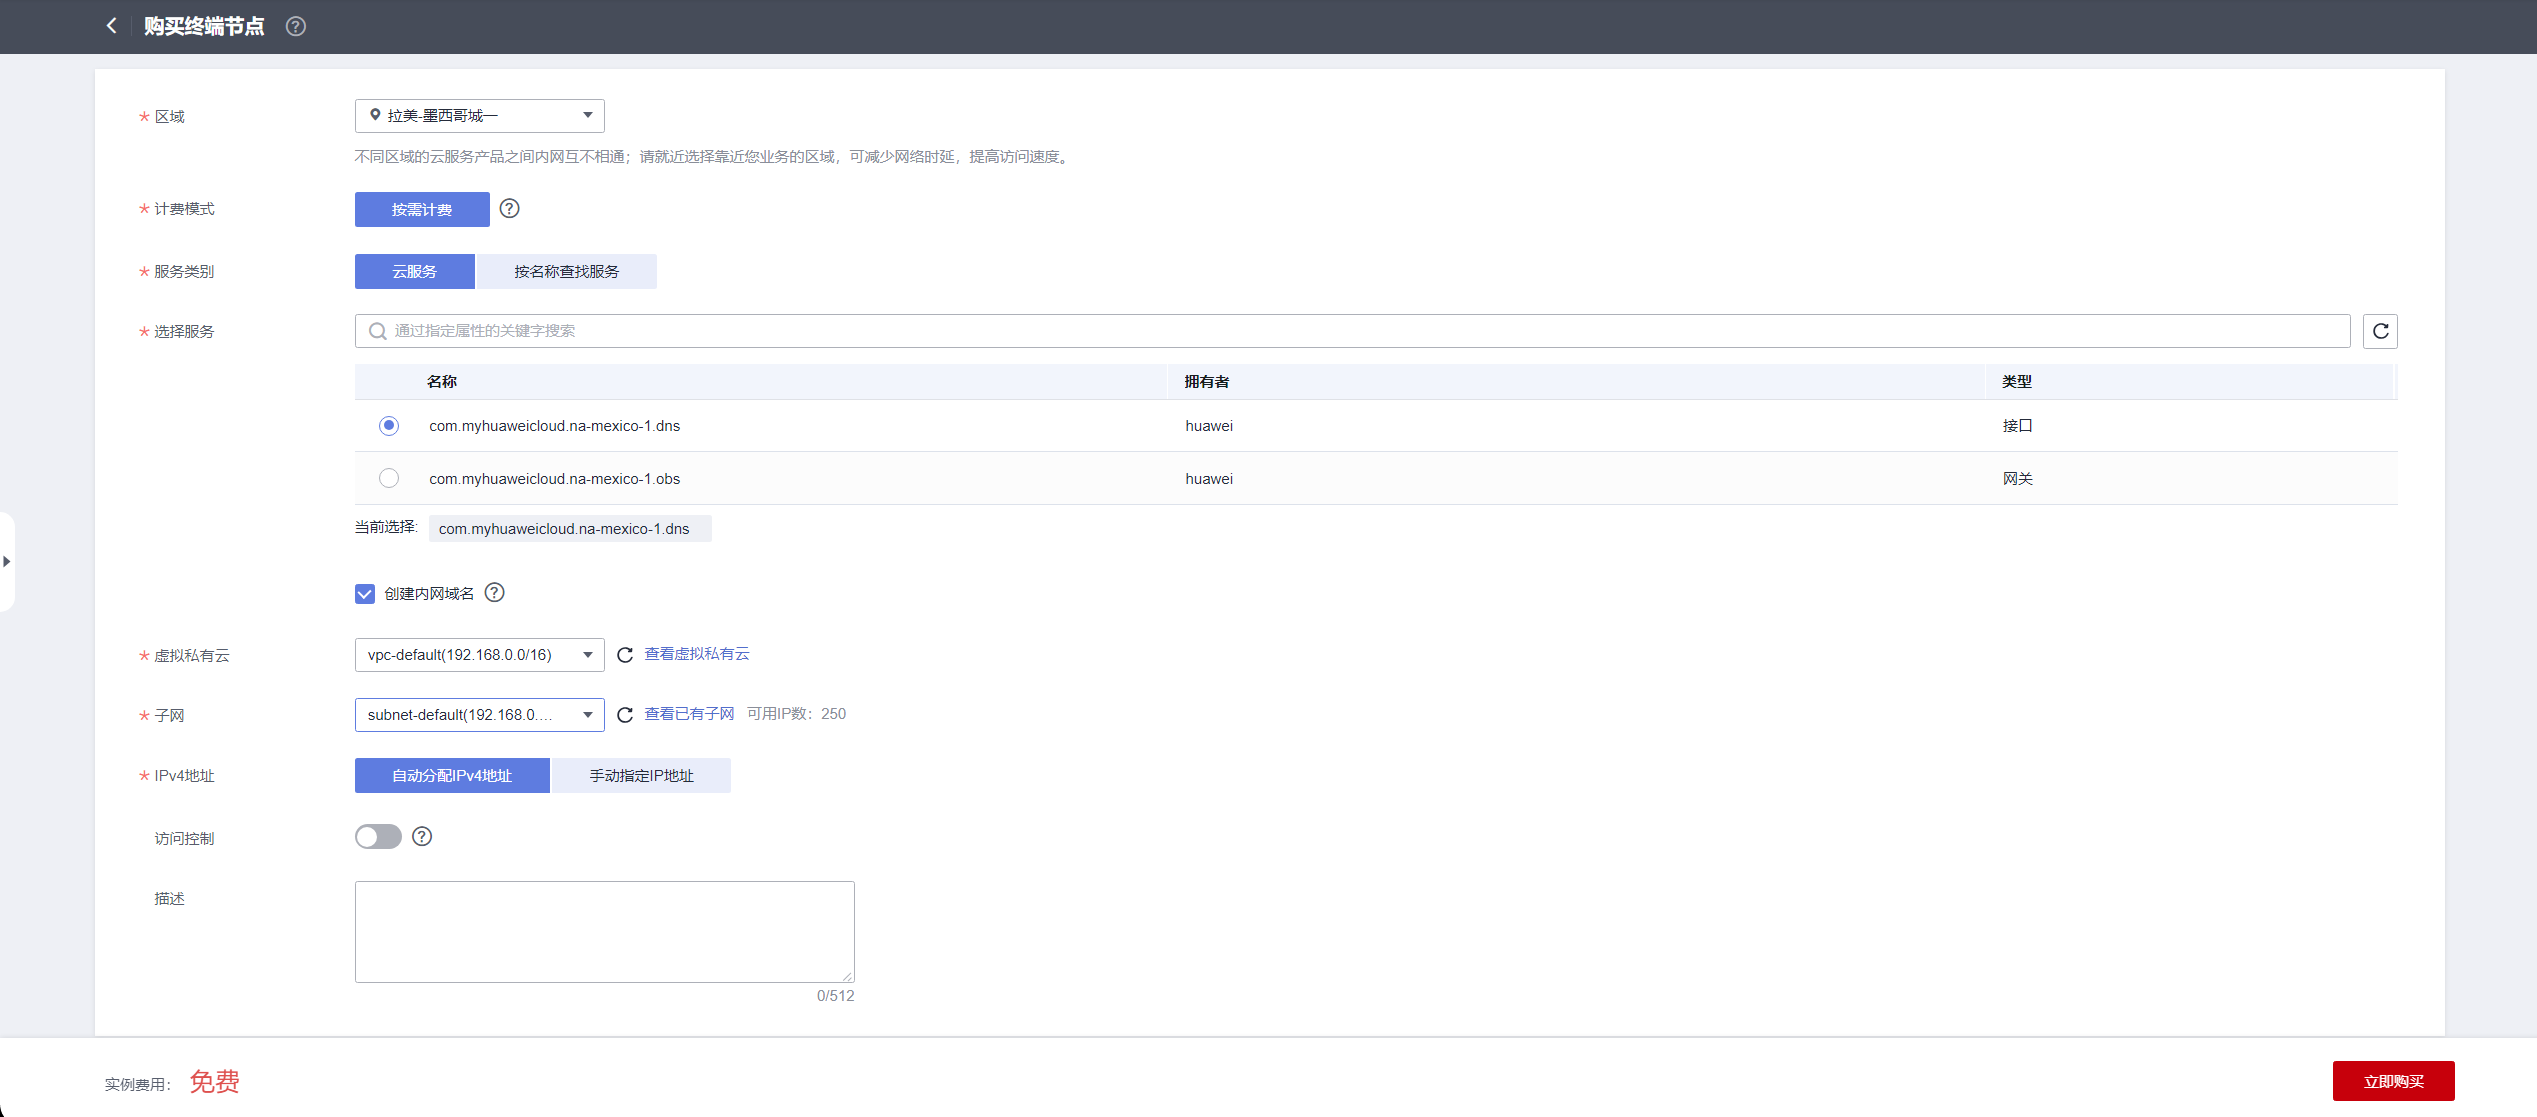 购买终端节点
* 区域
拉美-墨西哥城一
不同区域的云服务产品之间内网互不相通；请就近选择靠近您业务的区域，可减少网络时延，提高访问速度。
* 计费模式
按需计费
* 服务类别
云服务
按名称查找服务
* 选择服务
通过指定属性的关键字搜索
名称 拥有者 类型
com.myhuaweicloud.na-mexico-1.dns huawei 接口
com.myhuaweicloud.na-mexico-1.obs huawei 网关
当前选择: com.myhuaweicloud.na-mexico-1.dns
创建内网域名
* 虚拟私有云
vpc-default(192.168.0.0/16)
查看虚拟私有云
* 子网
subnet-default(192.168.0....
查看已有子网 可用IP数：250
* IPv4地址
自动分配IPv4地址
手动指定IP地址
访问控制
描述
0/512
实例费用： 免费
立即购买